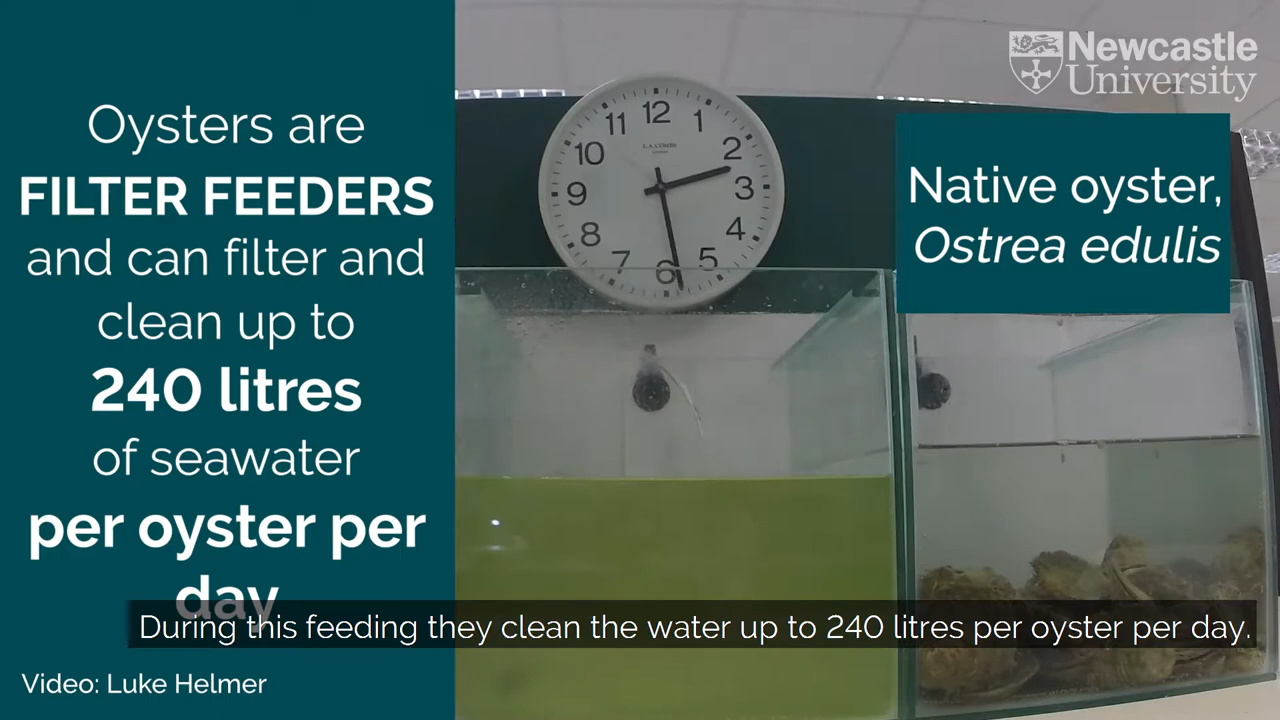 Oysters are
FILTER FEEDERS
and can filter and
clean up to
240 litres
of seawater
per oyster per
day
Video: Luke Helmer
Newcastle
University
12
1
2
3
4
5
6
7
8
9
10
11
Native oyster,
Ostrea edulis
During this feeding they clean the water up to 240 litres per oyster per day.